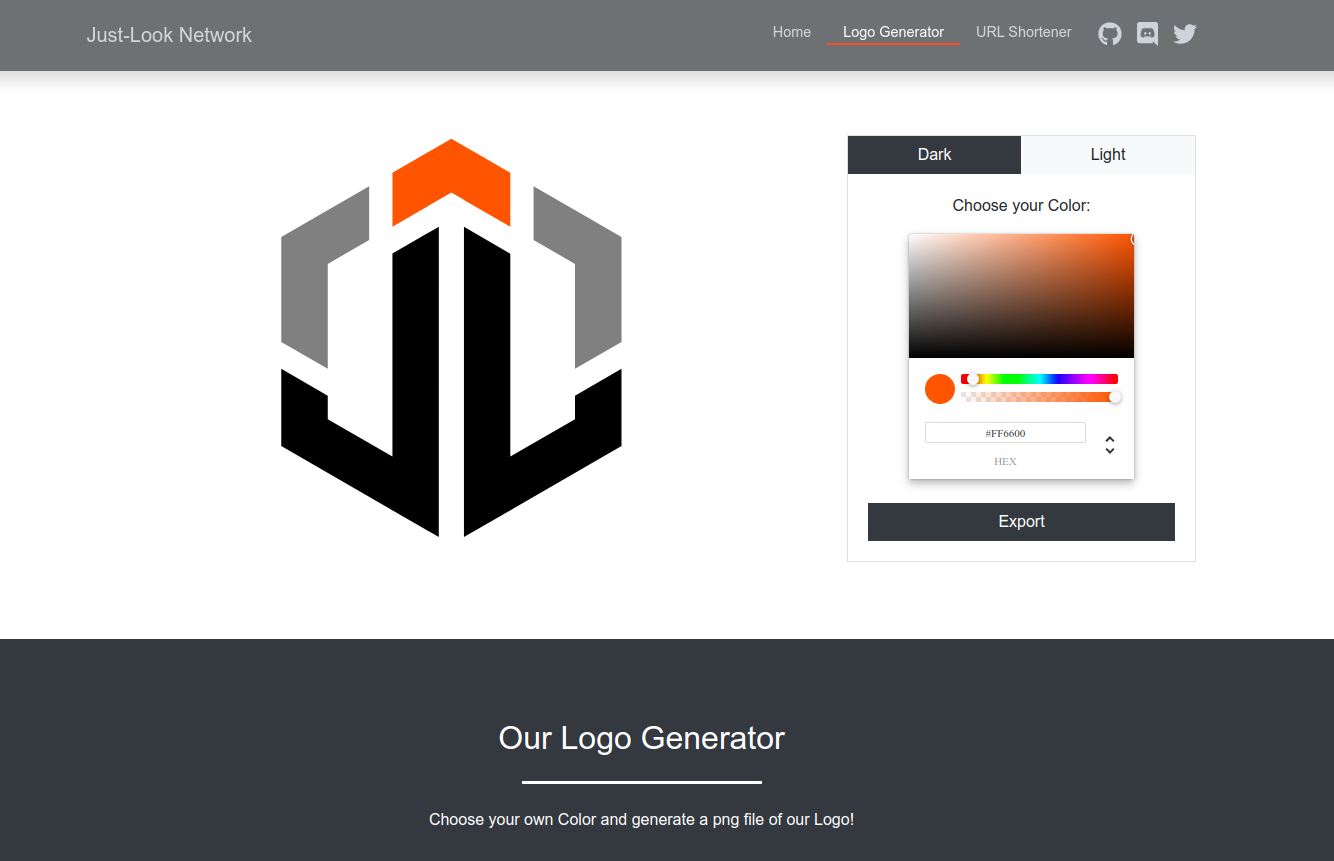 Just-Look Network
Home
Logo Generator
URL Shortener
Dark
Light
Choose your Color:
#FF6600
HEX
Export
Our Logo Generator
Choose your own Color and generate a png file of our Logo!